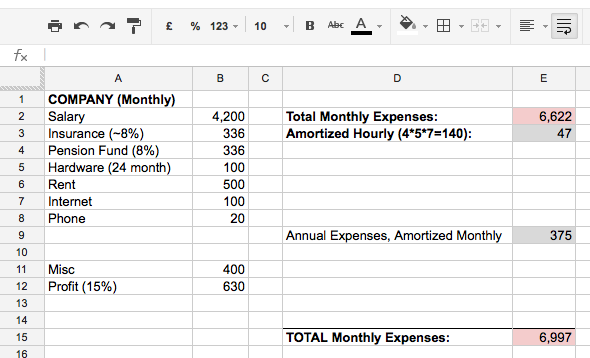 £ % 123 10 B Abc A
fx
A B C D E
1 COMPANY (Monthly)
2 Salary 4,200 Total Monthly Expenses: 6,622
3 Insurance (~8%) 336 Amortized Hourly (4*5*7=140): 47
4 Pension Fund (8%) 336
5 Hardware (24 month) 100
6 Rent 500
7 Internet 100
8 Phone 20
9 Annual Expenses, Amortized Monthly 375
10
11 Misc 400
12 Profit (15%) 630
13
14
15 TOTAL Monthly Expenses: 6,997
16